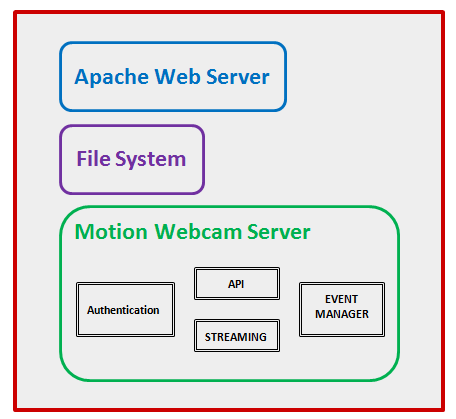 Apache Web Server
File System
Motion Webcam Server
Authentication
API
STREAMING
EVENT
MANAGER